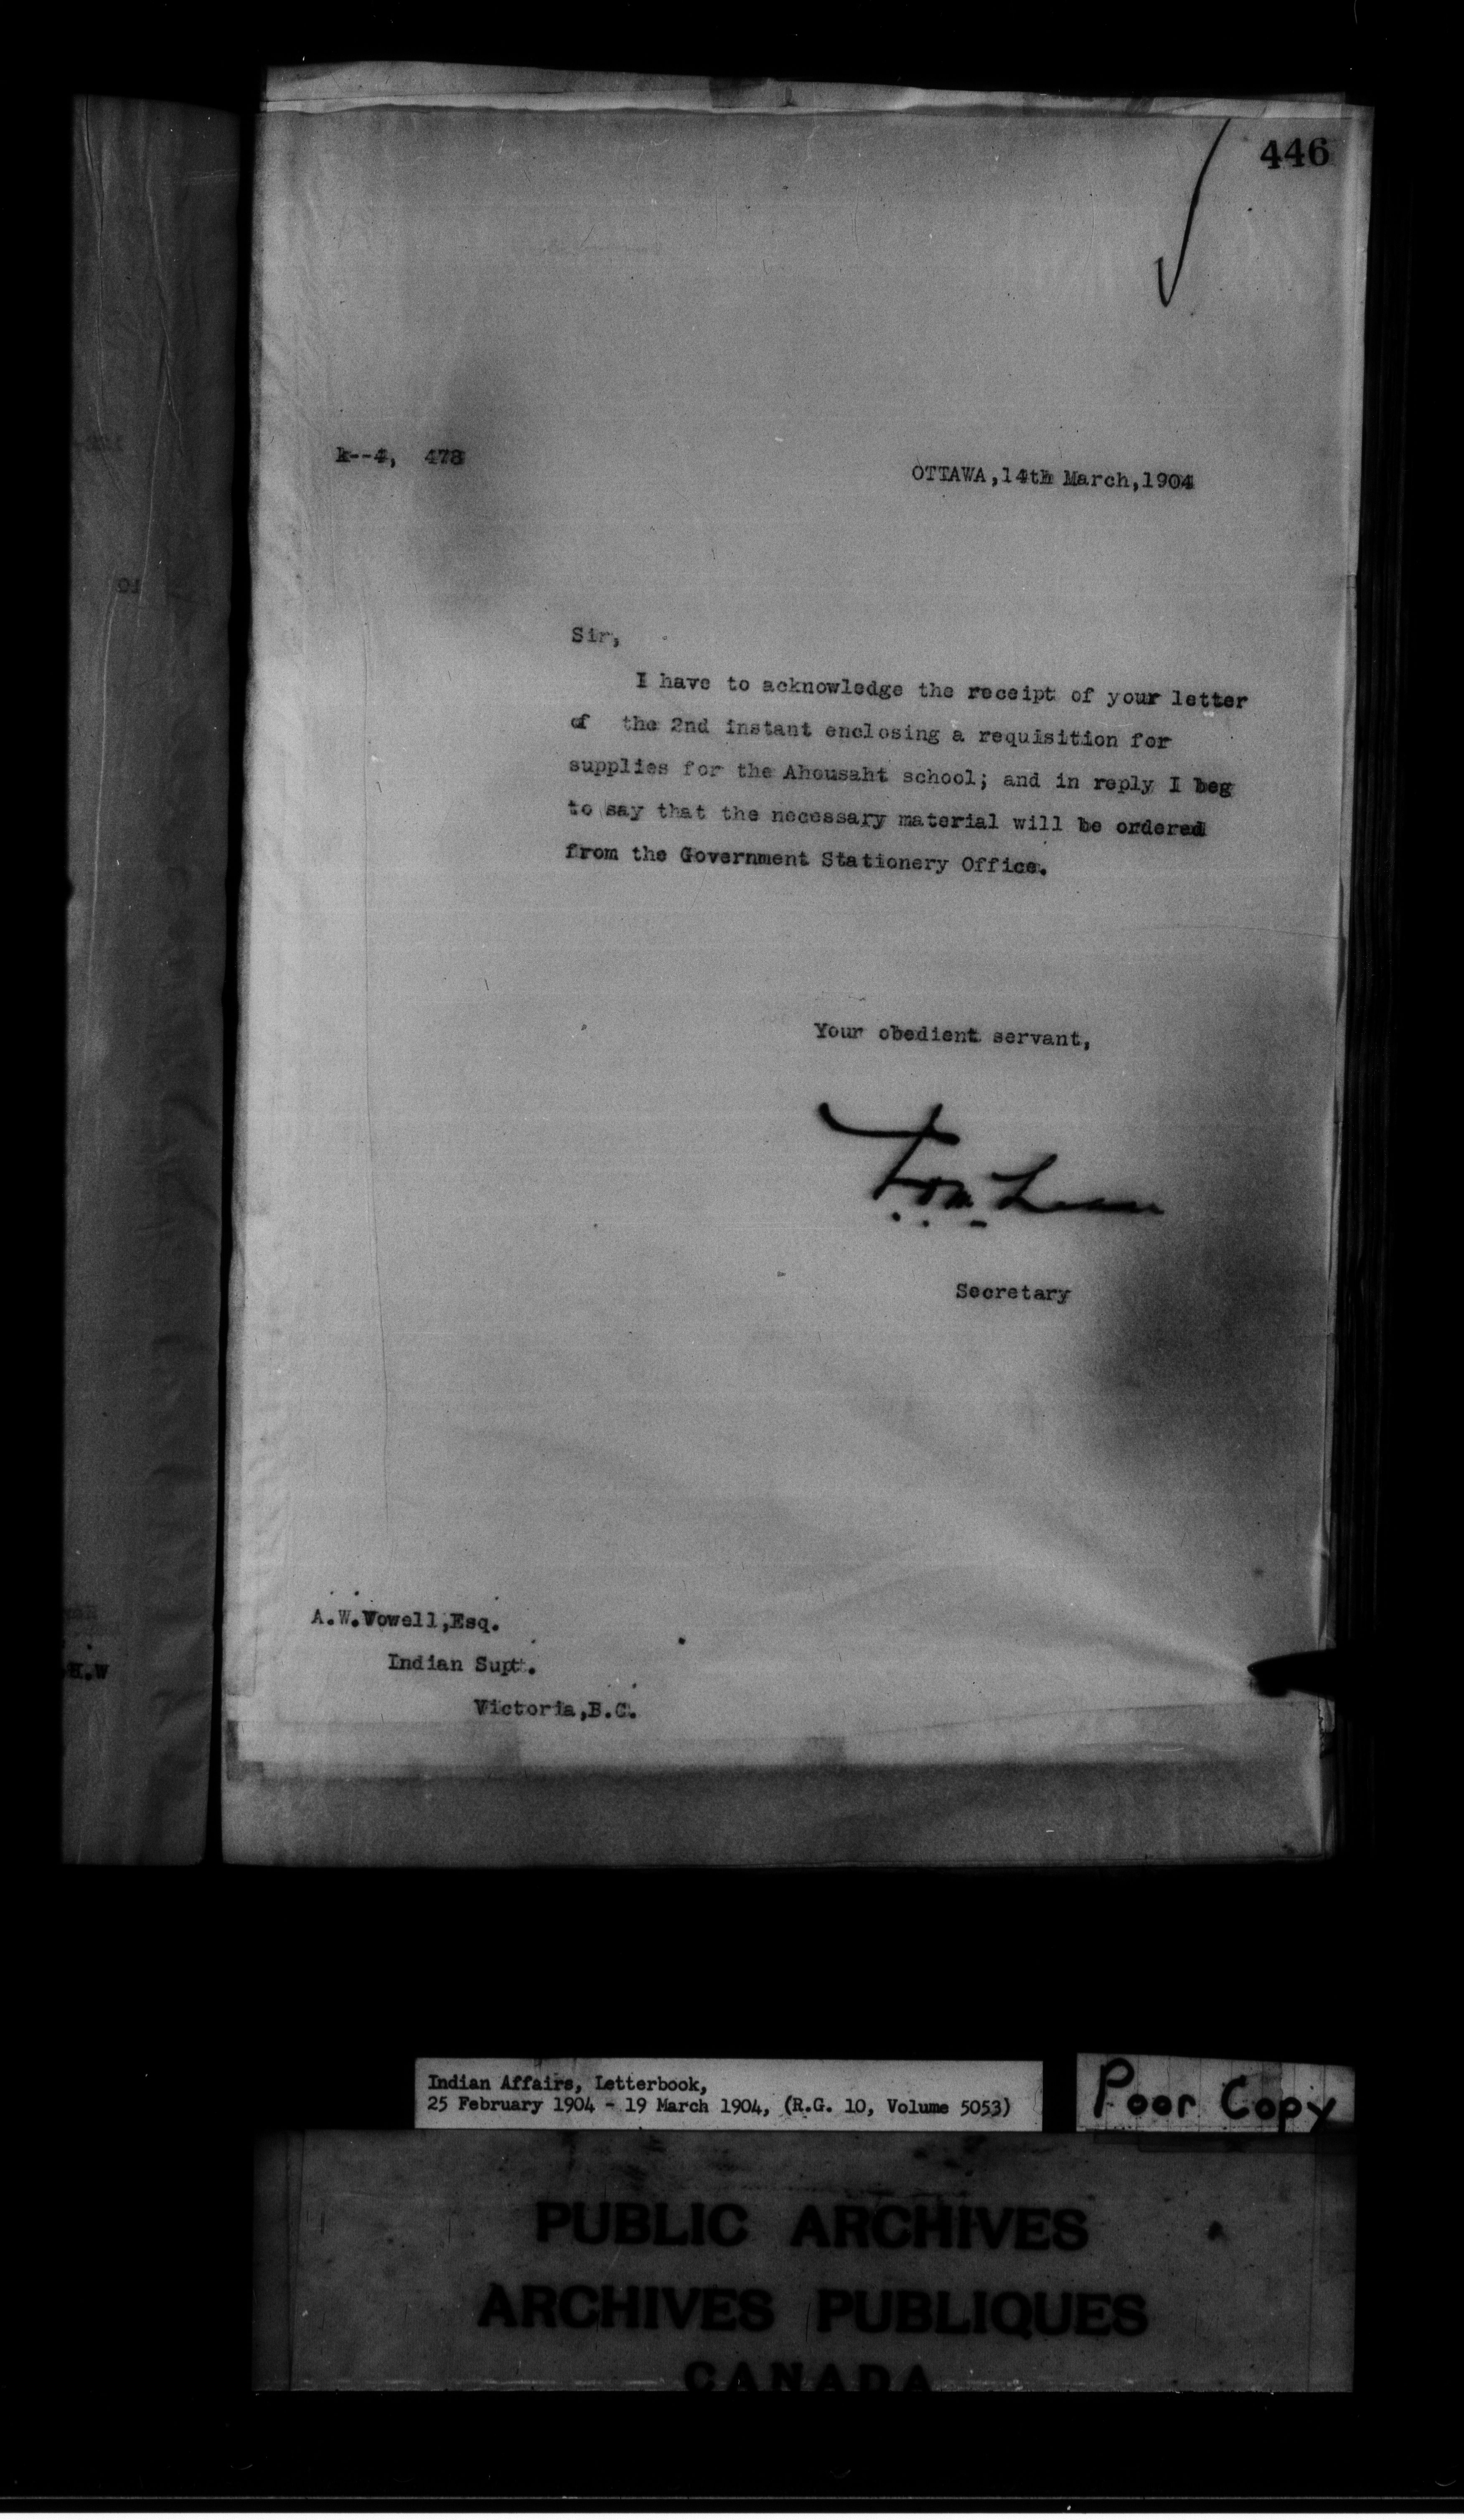 446
k--4, 478
OTTAWA,14th March,1904
Sir,
I have to acknowledge the receipt of your letter
of the 2nd instant enclosing a requisition for
supplies for the Ahousaht school; and in reply I beg
to say that the necessary material will be ordered
from the Government Stationery Office.
Your obedient servant,
Secretary
A.W.Vowell,Esq.
Indian Supt.
Victoria,B.C.
H.W
Indian Affairs, Letterbook,
25 February 1904 - 19 March 1904, (R.G. 10, Volume 5053)
Poor Copy
PUBLIC ARCHIVES
ARCHIVES PUBLIQUES
CANADA